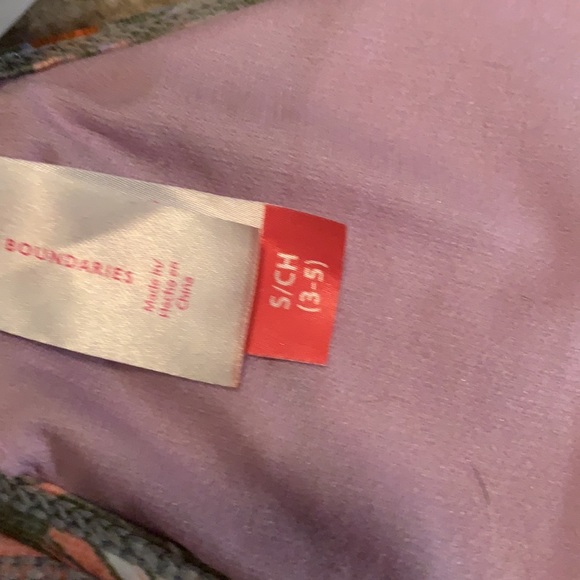 BOUNDARIES
Made in/
Hecho en
China
S/CH
(3-5)